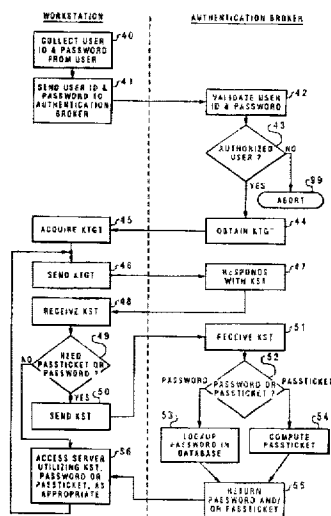 WORKSTATION
AUTHENTICATION BROKER
COLLECT USER
ID & PASSWORD
FROM USER
40
SEND USER ID &
PASSWORD TO
AUTHENTICATION
BROKER
41
VALIDATE USER
ID & PASSWORD
42
AUTHORIZED
USER ?
43
NO
YES
ABORT
99
ACQUIRE KTGT
45
OBTAIN KTGT
44
SEND KTGT
46
RESPONDS
WITH KST
47
RECEIVE KST
48
NEED
PASSTICKET OR
PASSWORD ?
49
NO
YES
RECEIVE KST
51
SEND KST
50
PASSWORD OR
PASSTICKET ?
52
PASSWORD
PASSTICKET
53
LOOKUP
PASSWORD IN
DATABASE
54
COMPUTE
PASSTICKET
ACCESS SERVER
UTILIZING KST,
PASSWORD OR
PASSTICKET, AS
APPROPRIATE
56
RETURN
PASSWORD AND/
OR PASSTICKET
55